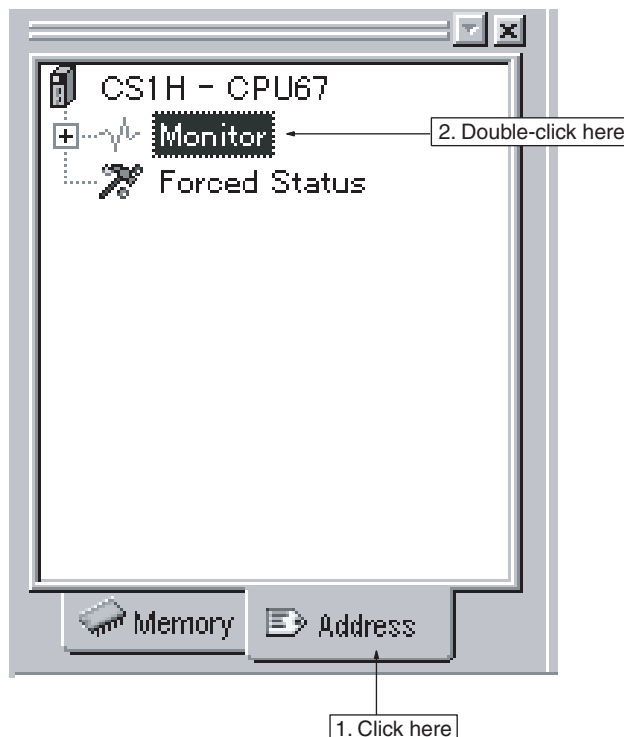 CS1H - CPU67
Monitor
2. Double-click here
Forced Status
Memory
Address
1. Click here